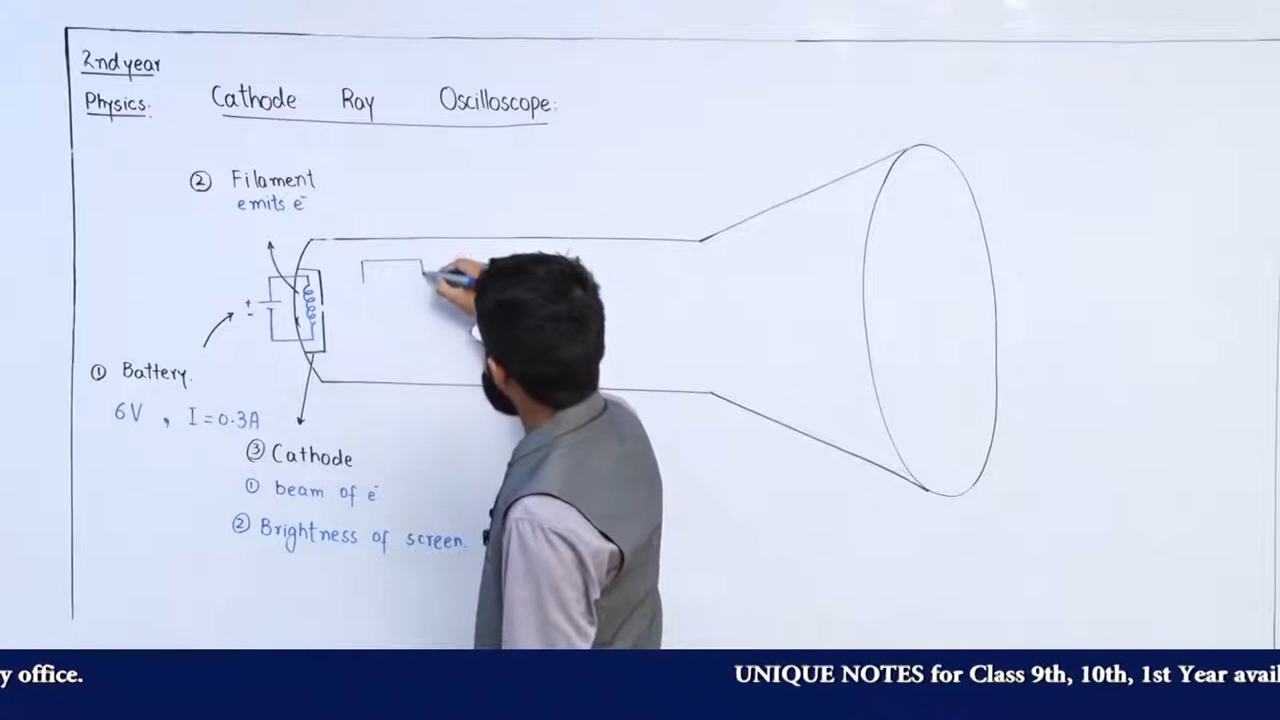 2nd year
Physics:
Cathode Ray Oscilloscope:
② Filament
emits e⁻
+
-
① Battery.
6V , I = 0.3A
③ Cathode
① beam of e⁻
② Brightness of screen.
y office.
UNIQUE NOTES for Class 9th, 10th, 1st Year avail